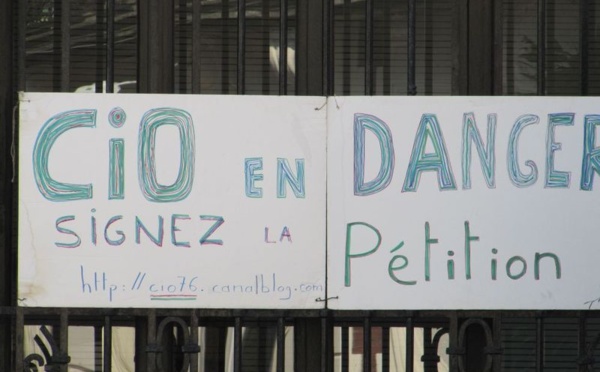 CiO EN DANGER
SIGNEZ LA Pétition
http://cio76.canalblog.com